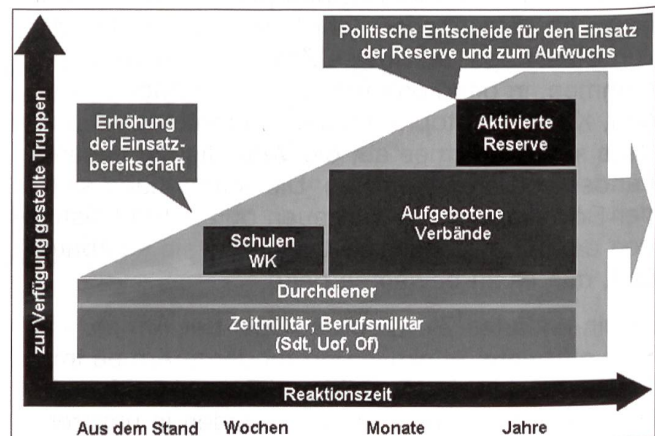 Politische Entscheide für den Einsatz
der Reserve und zum Aufwuchs
zur Verfügung gestellte Truppen
Erhöhung
der Einsatz-
bereitschaft
Aktivierte
Reserve
Aufgebotene
Verbände
Schulen
WK
Durchdiener
Zeitmilitär, Berufsmilitär
(Sdt, Uof, Of)
Reaktionszeit
Aus dem Stand Wochen Monate Jahre